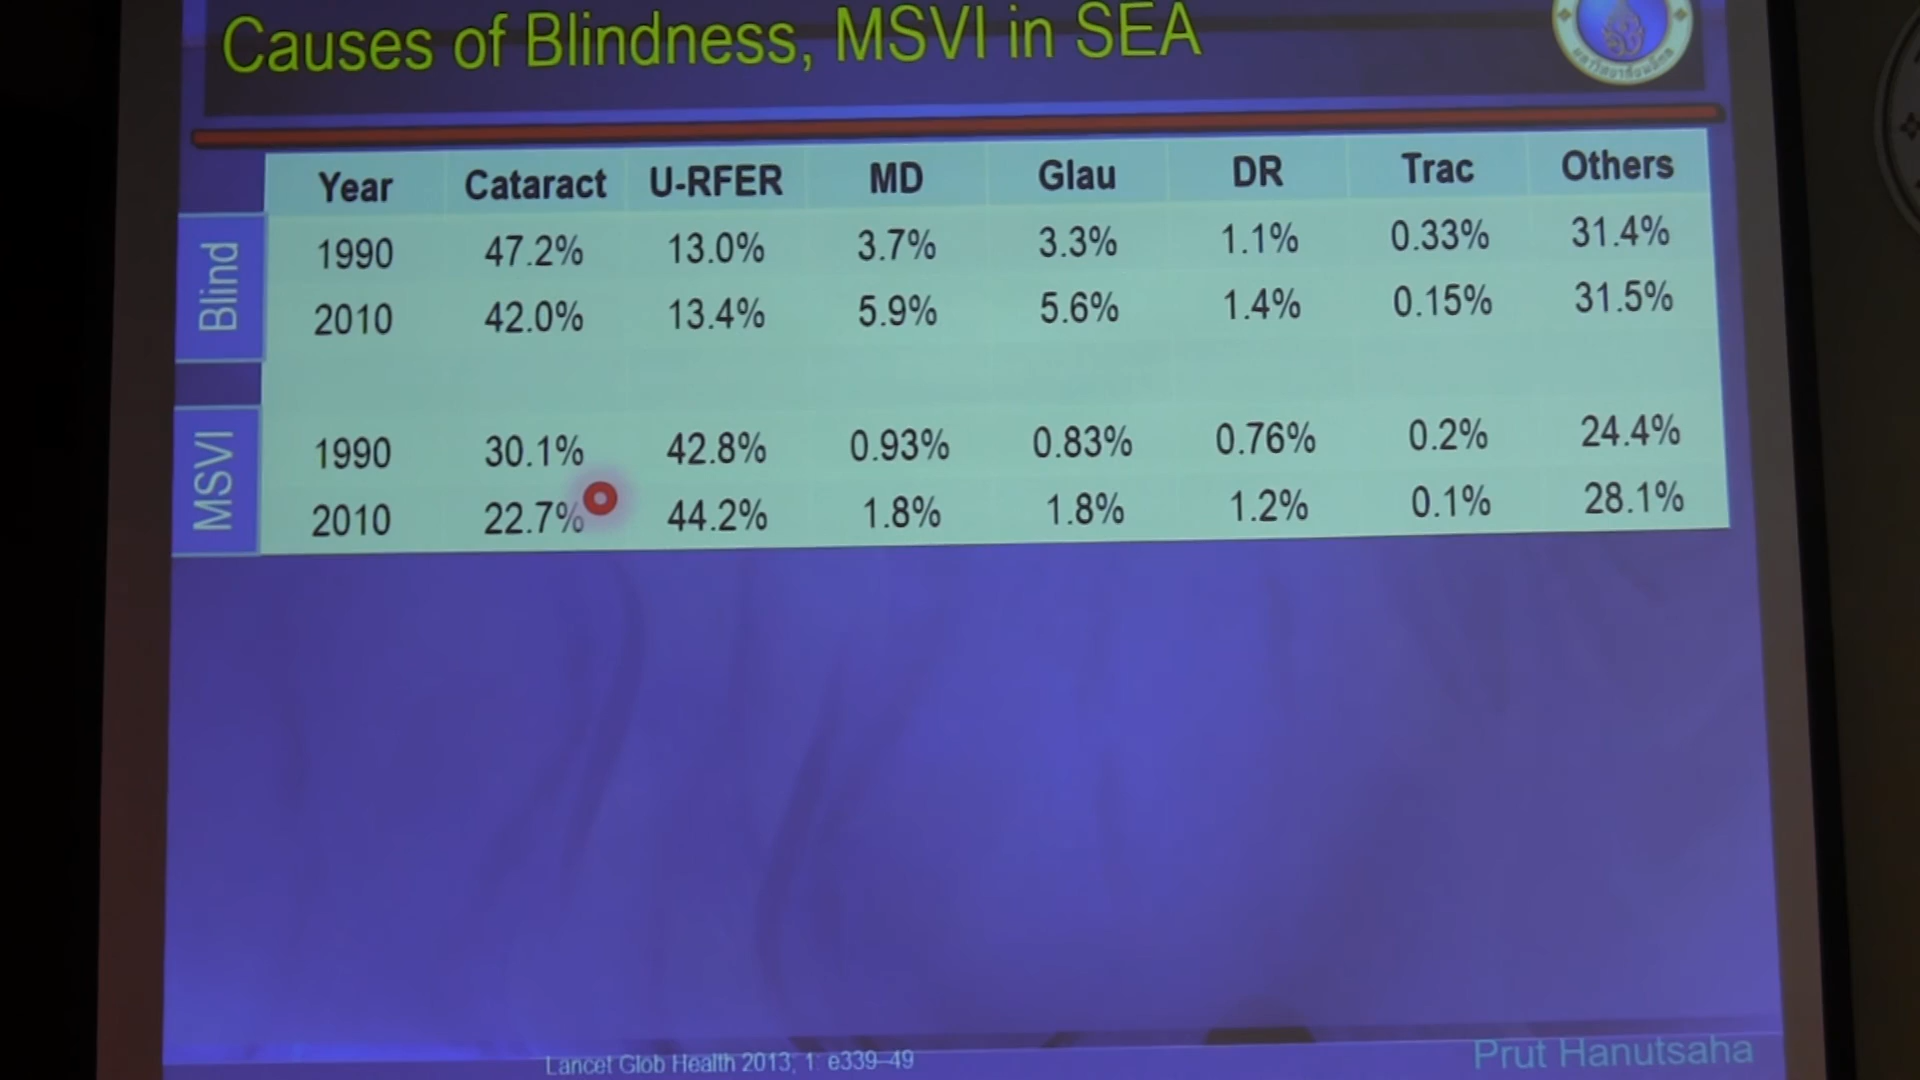 Causes of Blindness, MSVI in SEA
Year Cataract U-RFER MD Glau DR Trac Others
Blind
1990 47.2% 13.0% 3.7% 3.3% 1.1% 0.33% 31.4%
2010 42.0% 13.4% 5.9% 5.6% 1.4% 0.15% 31.5%
MSVI
1990 30.1% 42.8% 0.93% 0.83% 0.76% 0.2% 24.4%
2010 22.7% 44.2% 1.8% 1.8% 1.2% 0.1% 28.1%
Lancet Glob Health 2013; 1: e339–49
Prut Hanutsaha